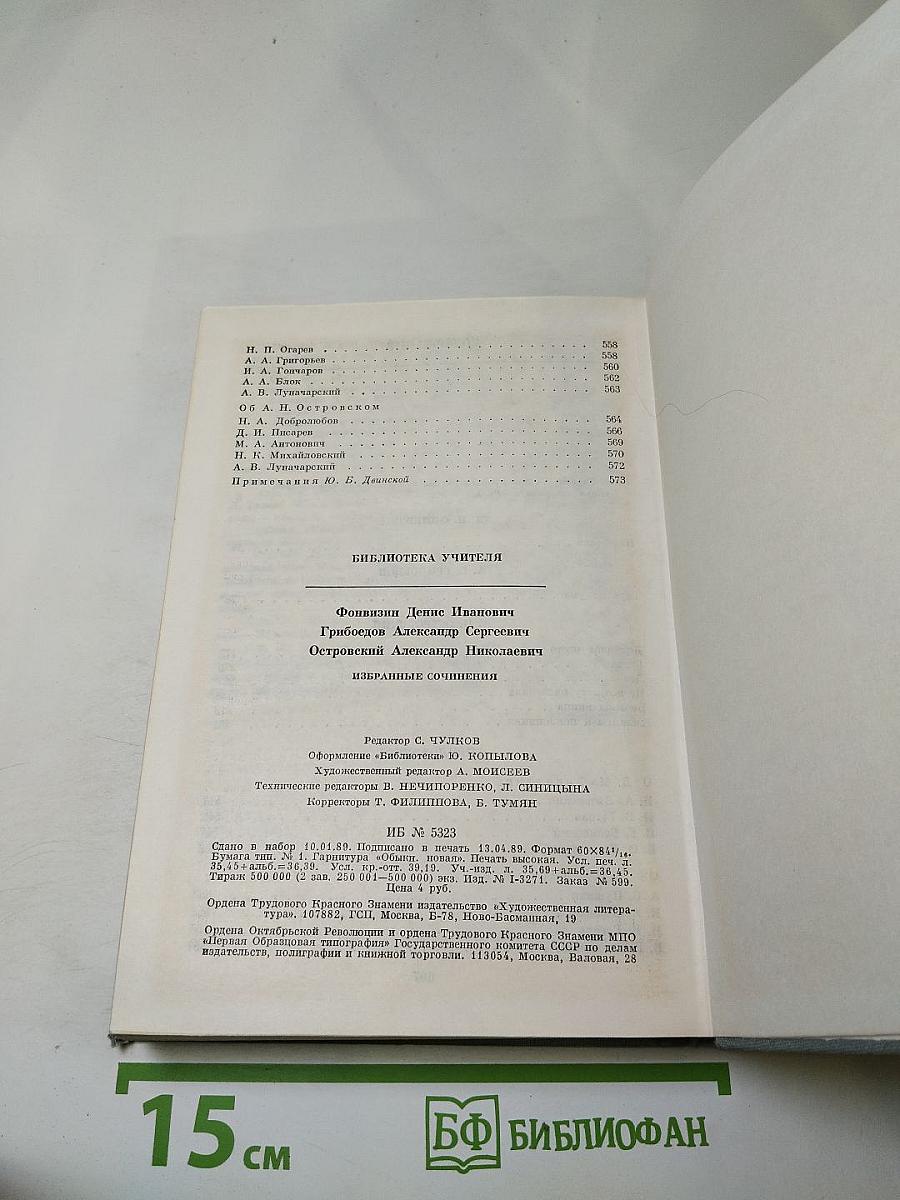 Н. П. Огарев . . . . . . . . . . . . . . . . . . . . . . . . . 558
А. А. Григорьев . . . . . . . . . . . . . . . . . . . . . . . . 558
И. А. Гончаров . . . . . . . . . . . . . . . . . . . . . . . . 560
А. А. Блок . . . . . . . . . . . . . . . . . . . . . . . . . . 562
А. В. Луначарский . . . . . . . . . . . . . . . . . . . . . . 563
Об А. Н. Островском
Н. А. Добролюбов . . . . . . . . . . . . . . . . . . . . . . 564
Д. И. Писарев . . . . . . . . . . . . . . . . . . . . . . . . 566
М. А. Антонович . . . . . . . . . . . . . . . . . . . . . . . 569
Н. К. Михайловский . . . . . . . . . . . . . . . . . . . . . 570
А. В. Луначарский . . . . . . . . . . . . . . . . . . . . . . 572
Примечания Ю. Б. Двинской . . . . . . . . . . . . . . . . 573
БИБЛИОТЕКА УЧИТЕЛЯ
Фонвизин Денис Иванович
Грибоедов Александр Сергеевич
Островский Александр Николаевич
ИЗБРАННЫЕ СОЧИНЕНИЯ
Редактор С. ЧУЛКОВ
Оформление «Библиотеки» Ю. КОПЫЛОВА
Художественный редактор А. МОИСЕЕВ
Технические редакторы В. НЕЧИПОРЕНКО, Л. СИНИЦЫНА
Корректоры Т. ФИЛИППОВА, Б. ТУМЯН
ИБ № 5323
Сдано в набор 10.01.89. Подписано в печать 13.04.89. Формат 60×84¹/₁₆.
Бумага тип. № 1. Гарнитура «Обыкн. новая». Печать высокая. Усл. печ. л.
35,45+альб.=36,39. Усл. кр.-отт. 39,19. Уч.-изд. л. 35,69+альб.=36,45.
Тираж 500 000 (2 зав. 250 001—500 000) экз. Изд. № I-3271. Заказ № 599.
Цена 4 руб.
Ордена Трудового Красного Знамени издательство «Художественная литера-
тура». 107882, ГСП, Москва, Б-78, Ново-Басманная, 19
Ордена Октябрьской Революции и ордена Трудового Красного Знамени МПО
«Первая Образцовая типография» Государственного комитета СССР по делам
издательств, полиграфии и книжной торговли. 113054, Москва, Валовая, 28
15 см
БФ БИБЛИОФАН